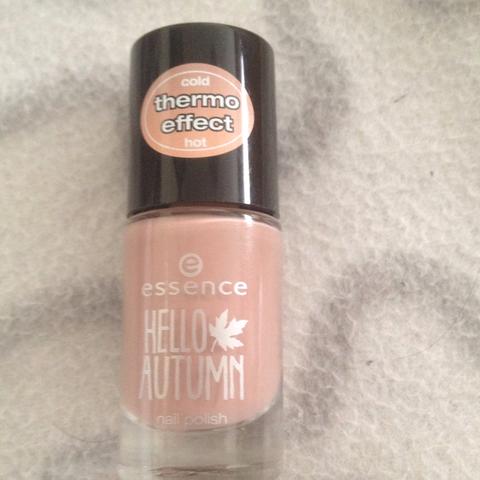 cold
thermo
effect
hot
e
essence
HELLO
AUTUMN
nail polish